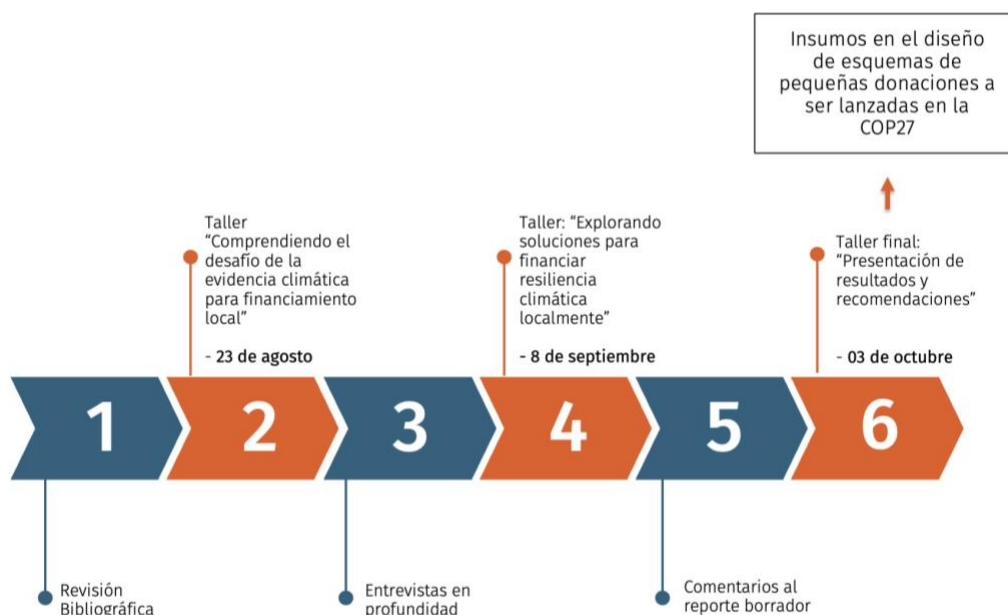 Insumos en el diseño
de esquemas de
pequeñas donaciones a
ser lanzadas en la
COP27
Taller
“Comprendiendo el
desafío de la
evidencia climática
para financiamiento
local”
- 23 de agosto
Taller: “Explorando
soluciones para
financiar
resiliencia
climática
localmente”
- 8 de septiembre
Taller final:
“Presentación de
resultados y
recomendaciones”
- 03 de octubre
1
2
3
4
5
6
Revisión
Bibliográfica
Entrevistas en
profundidad
Comentarios al
reporte borrador